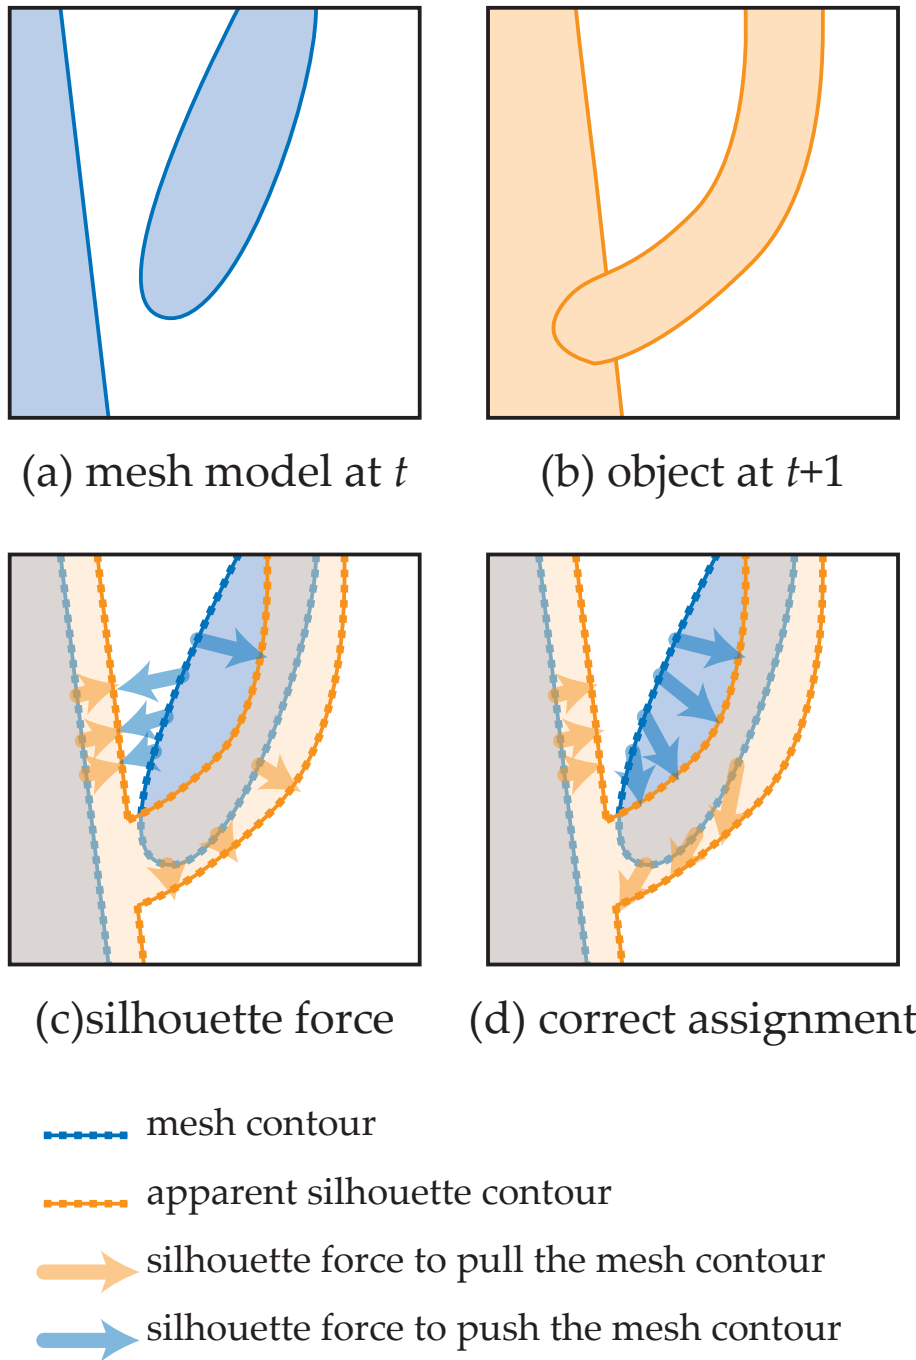 (a) mesh model at t
(b) object at t+1
(c)silhouette force
(d) correct assignment
mesh contour
apparent silhouette contour
silhouette force to pull the mesh contour
silhouette force to push the mesh contour